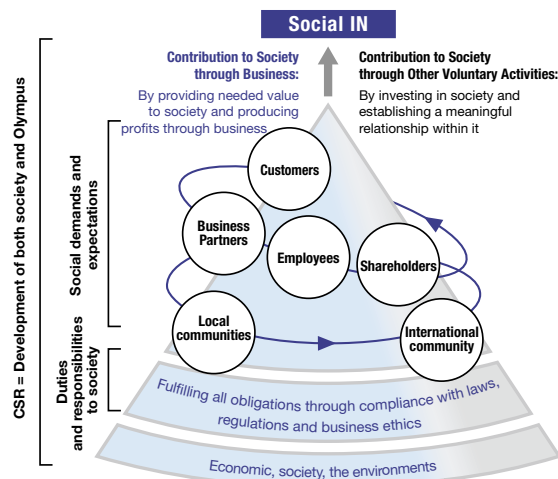 Social IN
Contribution to Society
through Business:
By providing needed value
to society and producing
profits through business
Contribution to Society
through Other Voluntary Activities:
By investing in society and
establishing a meaningful
relationship within it
CSR = Development of both society and Olympus
Social demands and
expectations
Duties
and responsibilities
to society
Customers
Business
Partners
Employees
Shareholders
Local
communities
International
community
Fulfilling all obligations through compliance with laws,
regulations and business ethics
Economic, society, the environments